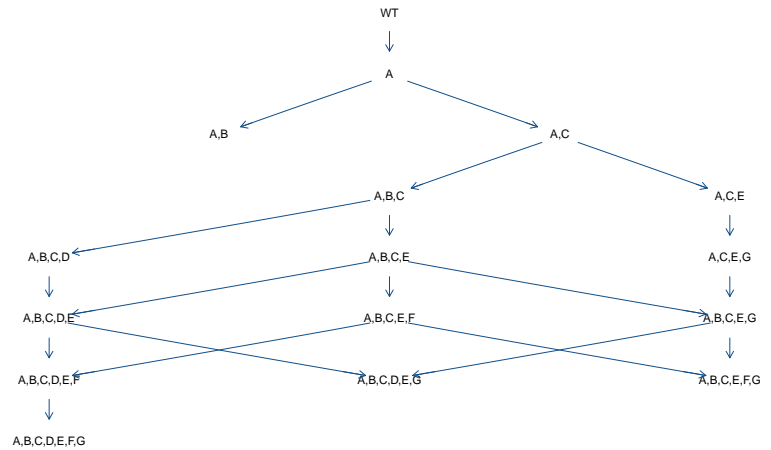 WT
A
A,B
A,C
A,B,C
A,C,E
A,B,C,D
A,B,C,E
A,C,E,G
A,B,C,D,E
A,B,C,E,F
A,B,C,E,G
A,B,C,D,E,F
A,B,C,D,E,G
A,B,C,E,F,G
A,B,C,D,E,F,G